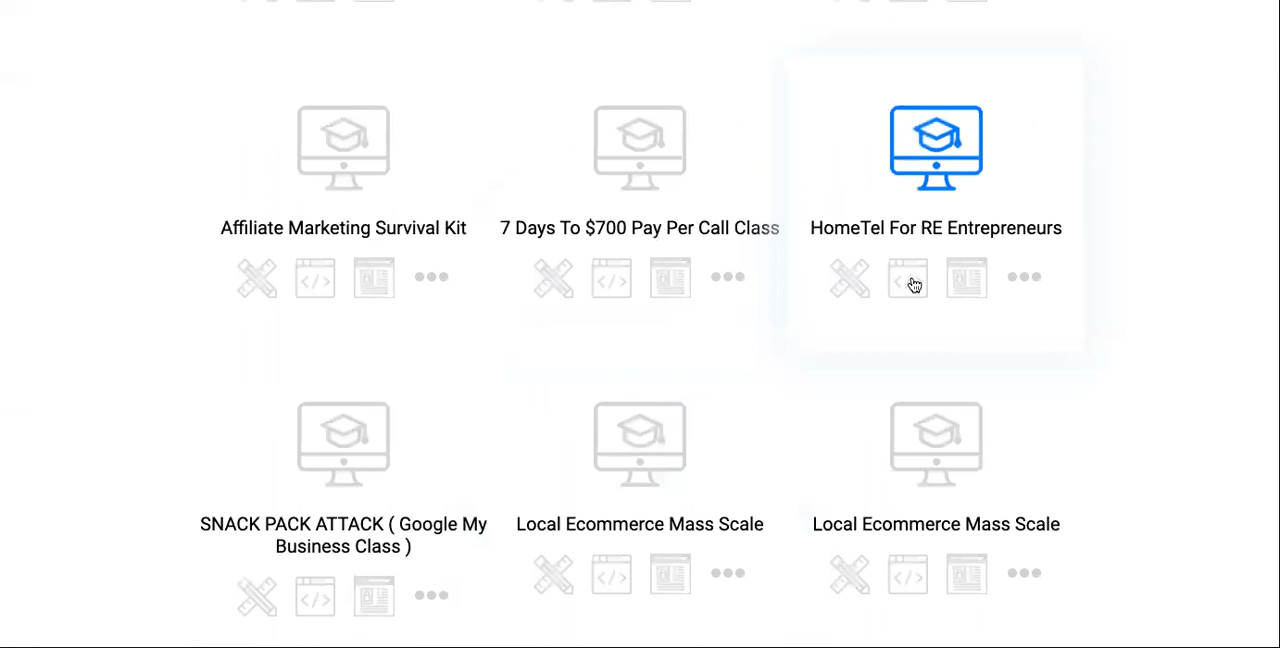 Affiliate Marketing Survival Kit
7 Days To $700 Pay Per Call Class
HomeTel For RE Entrepreneurs
SNACK PACK ATTACK ( Google My
Business Class )
Local Ecommerce Mass Scale
Local Ecommerce Mass Scale